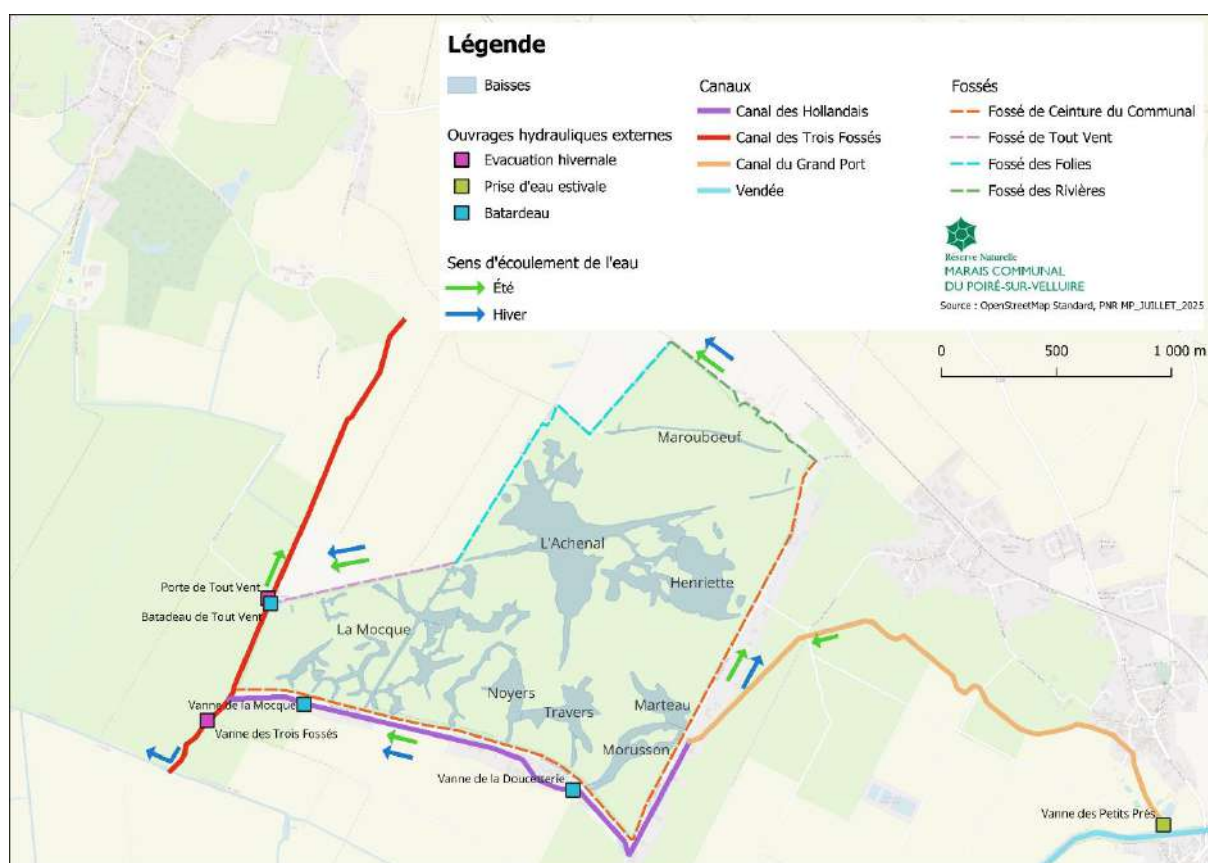 Légende
Baisses
Ouvrages hydrauliques externes
Evacuation hivernale
Prise d'eau estivale
Batardeau
Sens d'écoulement de l'eau
Été
Hiver
Canaux
Canal des Hollandais
Canal des Trois Fossés
Canal du Grand Port
Vendée
Fossés
Fossé de Ceinture du Communal
Fossé de Tout Vent
Fossé des Folies
Fossé des Rivières
Réserve Naturelle
MARAIS COMMUNAL
DU POIRÉ-SUR-VELLUIRE
Source : OpenStreetMap Standard, PNR MP_JUILLET_2025
0 500 1 000 m
Marouboeuf
L'Achenal
Henriette
Porte de Tout Vent
Batadeau de Tout Vent
La Mocque
Noyers
Travers
Marteau
Morusson
Vanne de la Mocque
Vanne des Trois Fossés
Vanne de la Doucetterie
Vanne des Petits Prés